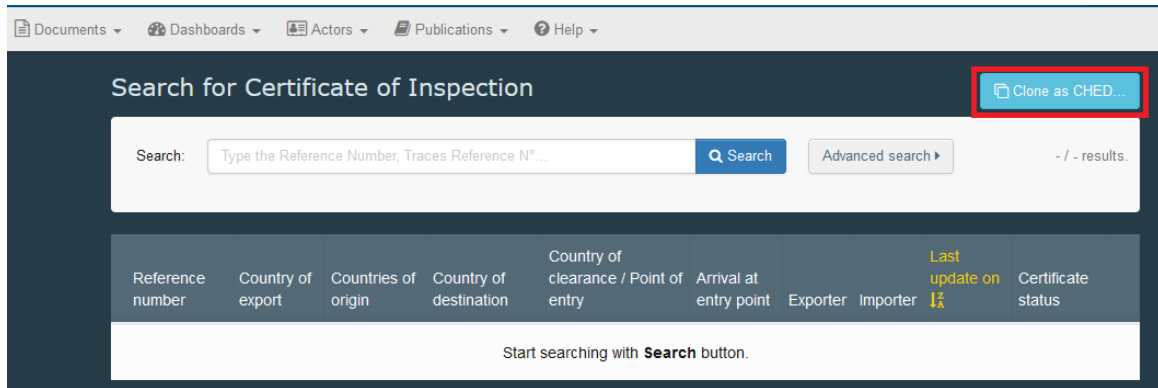 Documents Dashboards Actors Publications Help
Search for Certificate of Inspection
Clone as CHED...
Search: Type the Reference Number, Traces Reference N°... Search Advanced search - / - results.
Reference number
Country of export
Countries of origin
Country of destination
Country of clearance / Point of entry
Arrival at entry point
Exporter
Importer
Last update on
Certificate status
Start searching with Search button.